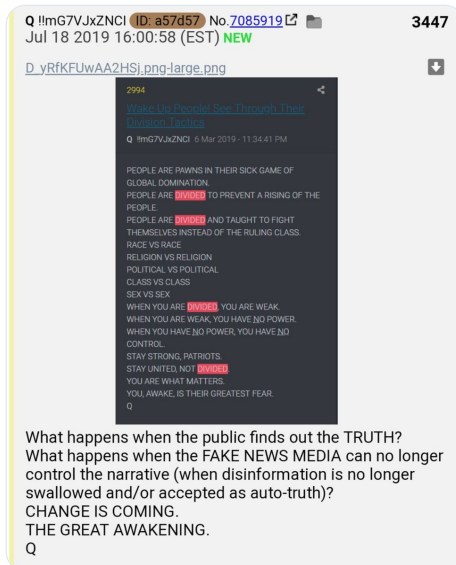 Q !!mG7VJxZNCI ID: a57d57 No.7085919 3447
Jul 18 2019 16:00:58 (EST) NEW
D_yRfKFUwAA2HSj.png-large.png
2994
Wake Up People! See Through Their
Division Tactics
Q !!mG7VJxZNCI 6 Mar 2019 - 11:34:41 PM
PEOPLE ARE PAWNS IN THEIR SICK GAME OF
GLOBAL DOMINATION.
PEOPLE ARE DIVIDED TO PREVENT A RISING OF THE
PEOPLE.
PEOPLE ARE DIVIDED AND TAUGHT TO FIGHT
THEMSELVES INSTEAD OF THE RULING CLASS.
RACE VS RACE
RELIGION VS RELIGION
POLITICAL VS POLITICAL
CLASS VS CLASS
SEX VS SEX
WHEN YOU ARE DIVIDED, YOU ARE WEAK.
WHEN YOU ARE WEAK, YOU HAVE NO POWER.
WHEN YOU HAVE NO POWER, YOU HAVE NO
CONTROL.
STAY STRONG, PATRIOTS.
STAY UNITED, NOT DIVIDED.
YOU ARE WHAT MATTERS.
YOU, AWAKE, IS THEIR GREATEST FEAR.
Q
What happens when the public finds out the TRUTH?
What happens when the FAKE NEWS MEDIA can no longer
control the narrative (when disinformation is no longer
swallowed and/or accepted as auto-truth)?
CHANGE IS COMING.
THE GREAT AWAKENING.
Q